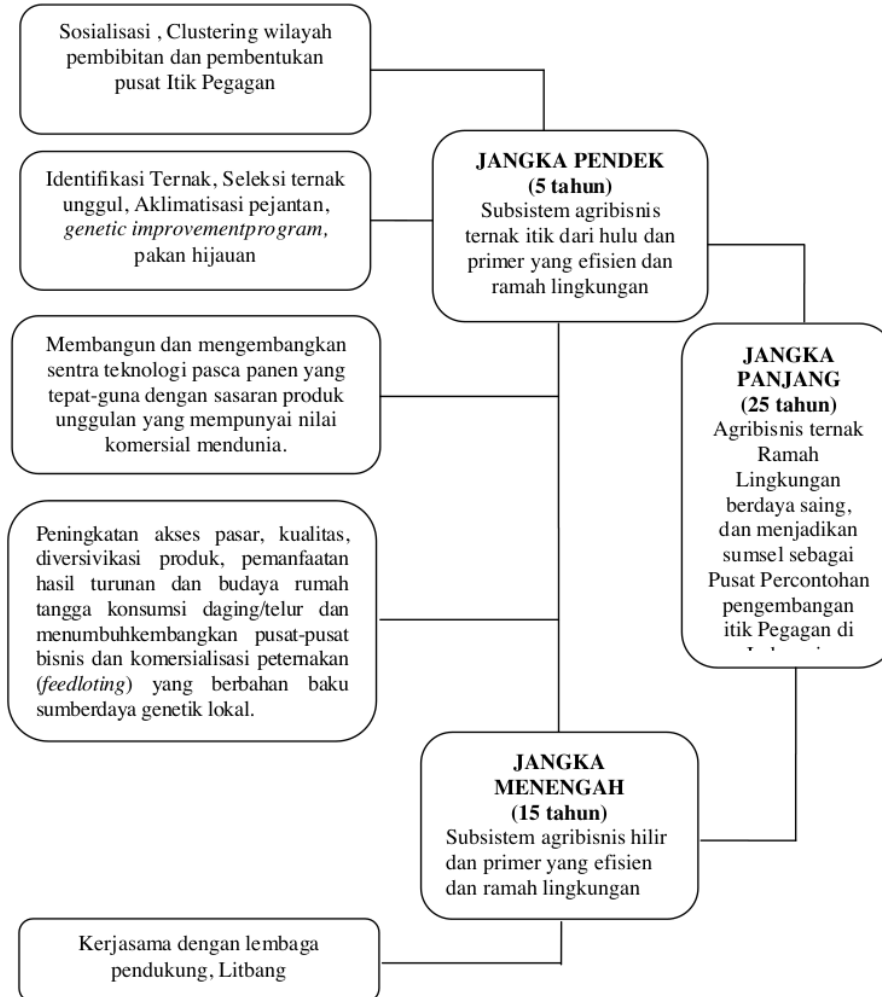 Sosialisasi , Clustering wilayah
pembibitan dan pembentukan
pusat Itik Pegagan
Identifikasi Ternak, Seleksi ternak
unggul, Aklimatisasi pejantan,
genetic improvementprogram,
pakan hijauan
Membangun dan mengembangkan
sentra teknologi pasca panen yang
tepat-guna dengan sasaran produk
unggulan yang mempunyai nilai
komersial mendunia.
Peningkatan akses pasar, kualitas,
diversivikasi produk, pemanfaatan
hasil turunan dan budaya rumah
tangga konsumsi daging/telur dan
menumbuhkembangkan pusat-pusat
bisnis dan komersialisasi peternakan
(feedloting) yang berbahan baku
sumberdaya genetik lokal.
Kerjasama dengan lembaga
pendukung, Litbang
JANGKA PENDEK
(5 tahun)
Subsistem agribisnis
ternak itik dari hulu dan
primer yang efisien dan
ramah lingkungan
JANGKA
MENENGAH
(15 tahun)
Subsistem agribisnis hilir
dan primer yang efisien
dan ramah lingkungan
JANGKA
PANJANG
(25 tahun)
Agribisnis ternak
Ramah
Lingkungan
berdaya saing,
dan menjadikan
sumsel sebagai
Pusat Percontohan
pengembangan
itik Pegagan di